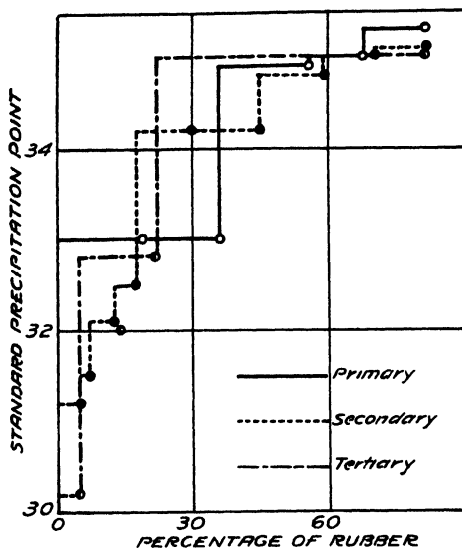 STANDARD PRECIPITATION POINT
34
32
30
Primary
Secondary
Tertiary
0 30 60
PERCENTAGE OF RUBBER